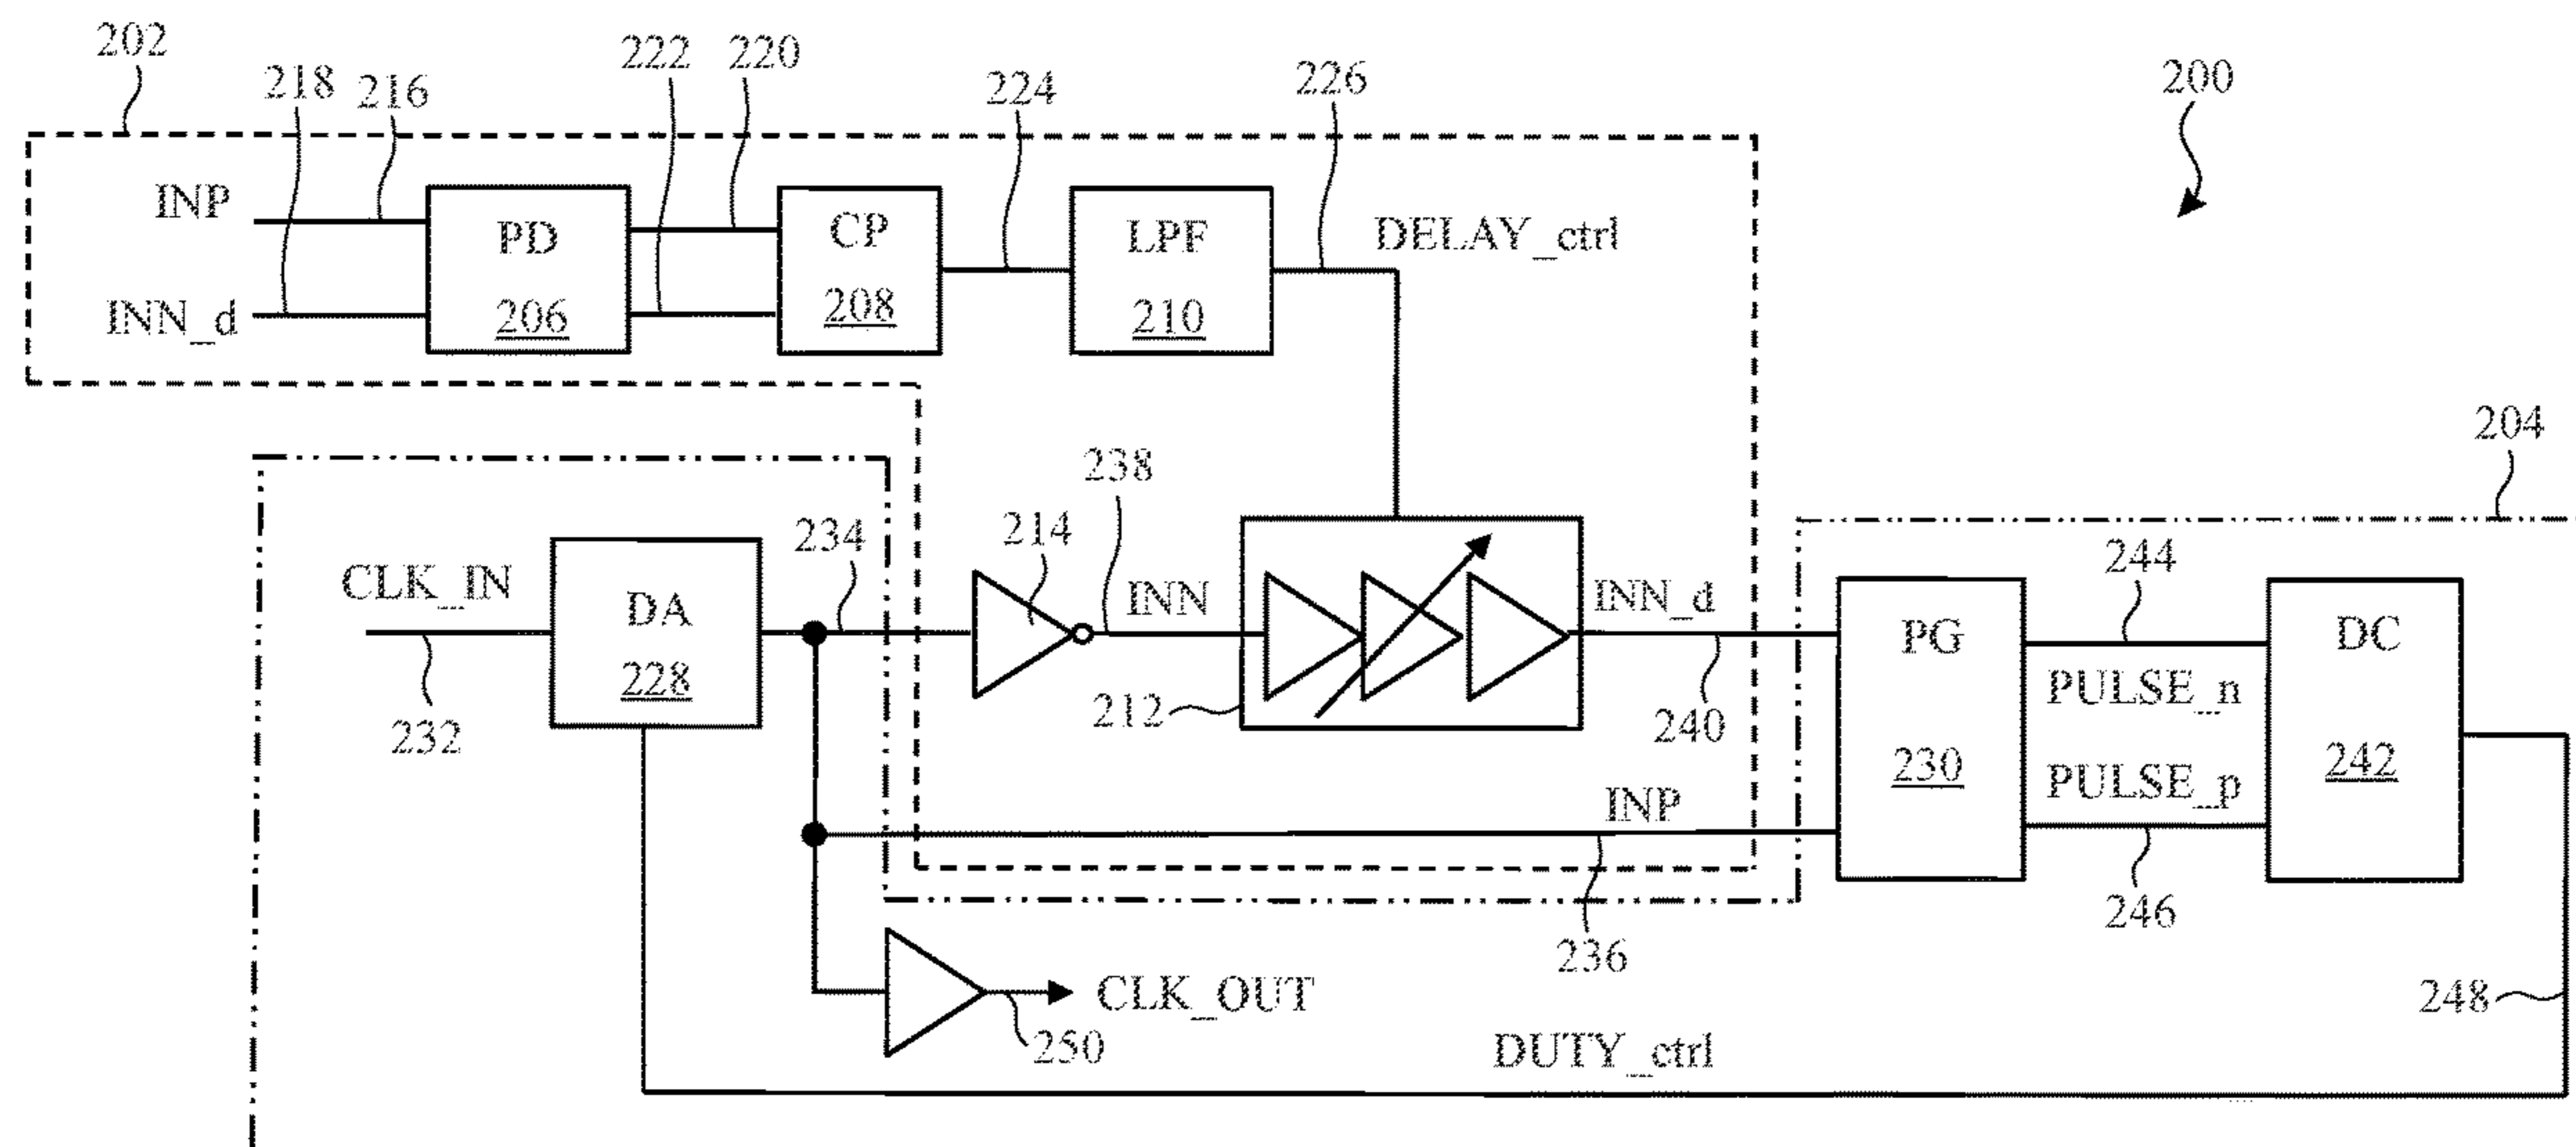 202
218
216
222
220
224
226
200
INP
INN_d
PD
206
CP
208
LPF
210
DELAY_ctrl
204
CLK_IN
232
DA
228
234
214
238
INN
212
INN_d
240
PG
230
244
PULSE_n
PULSE_p
246
DC
242
INP
236
248
CLK_OUT
250
DUTY_ctrl